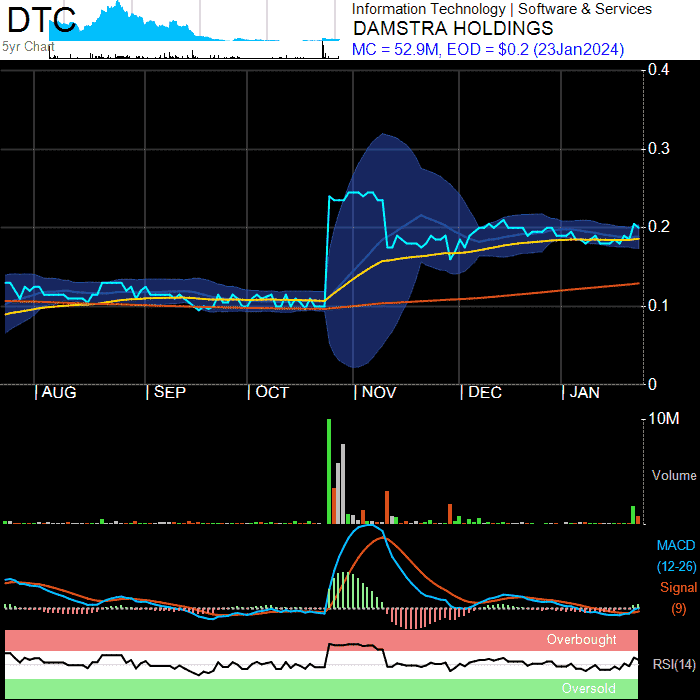 DTC
5yr Chart
Information Technology | Software & Services
DAMSTRA HOLDINGS
MC = 52.9M, EOD = $0.2 (23Jan2024)
0.4
0.3
0.2
0.1
0
| AUG | SEP | OCT | NOV | DEC | JAN
10M
Volume
MACD
(12-26)
Signal
(9)
Overbought
RSI(14)
Oversold